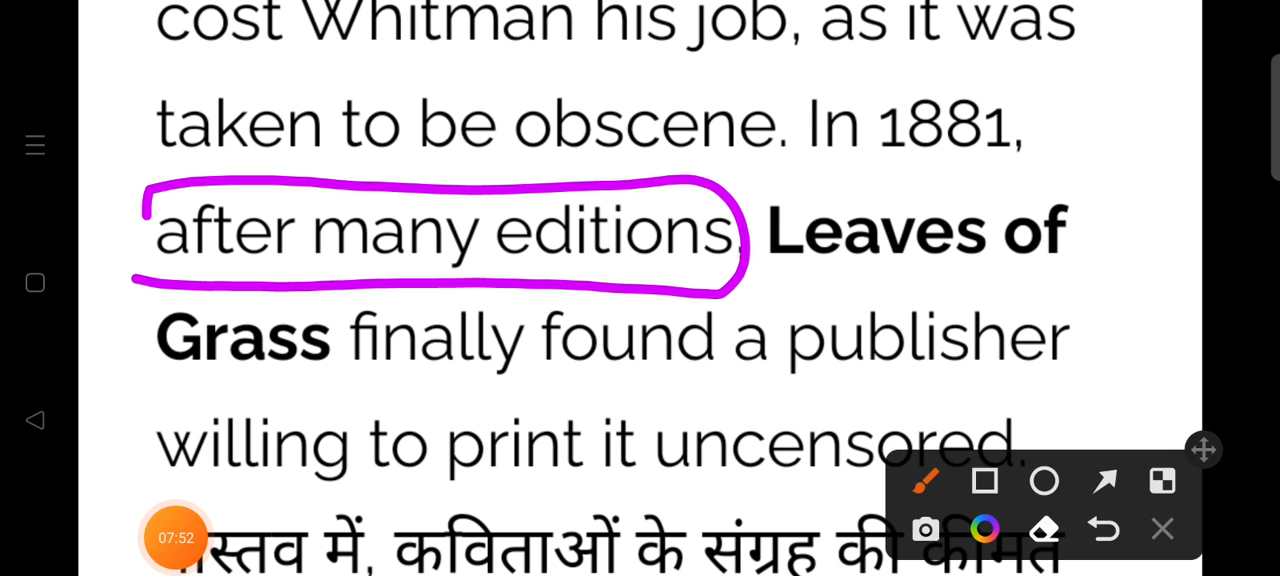 cost Whitman his job, as it was
taken to be obscene. In 1881,
after many editions, Leaves of
Grass finally found a publisher
willing to print it uncensored.
में, कविताओं के संग्रह की कीमत
07:52